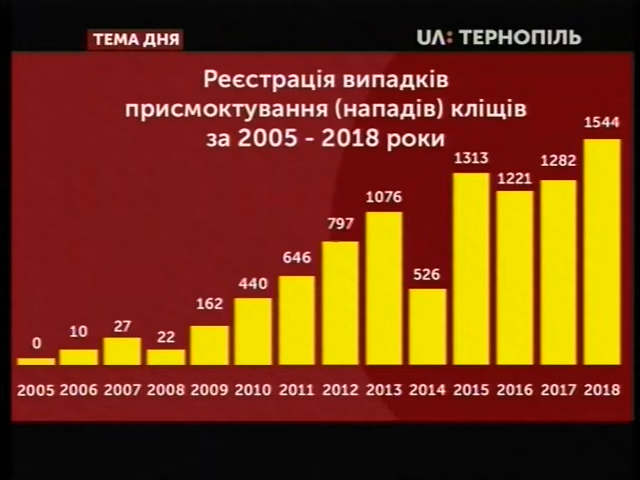 ТЕМА ДНЯ
UA: ТЕРНОПІЛЬ
Реєстрація випадків
присмоктування (нападів) кліщів
за 2005 - 2018 роки
0 10 27 22 162 440 646 797 1076 526 1313 1221 1282 1544
2005 2006 2007 2008 2009 2010 2011 2012 2013 2014 2015 2016 2017 2018